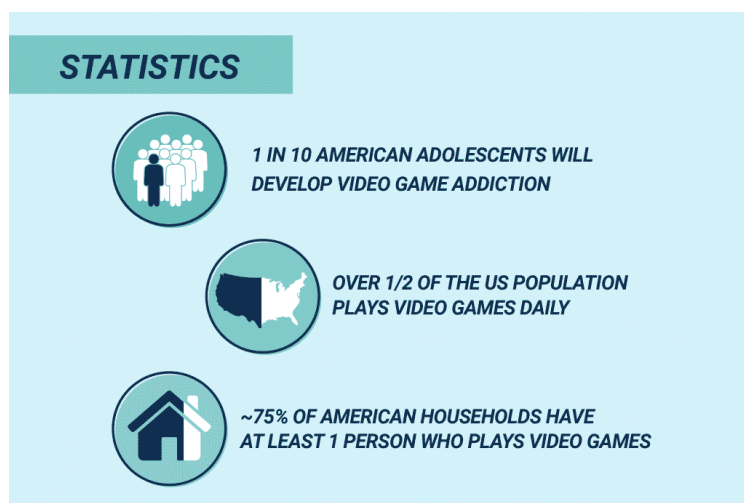 STATISTICS
1 IN 10 AMERICAN ADOLESCENTS WILL
DEVELOP VIDEO GAME ADDICTION
OVER 1/2 OF THE US POPULATION
PLAYS VIDEO GAMES DAILY
~75% OF AMERICAN HOUSEHOLDS HAVE
AT LEAST 1 PERSON WHO PLAYS VIDEO GAMES